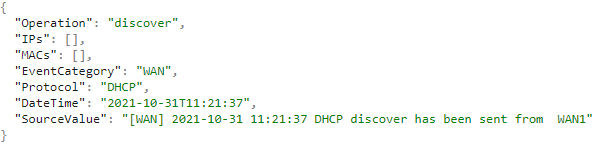 {
"Operation": "discover",
"IPs": [],
"MACs": [],
"EventCategory": "WAN",
"Protocol": "DHCP",
"DateTime": "2021-10-31T11:21:37",
"SourceValue": "[WAN] 2021-10-31 11:21:37 DHCP discover has been sent from  WAN1"
}